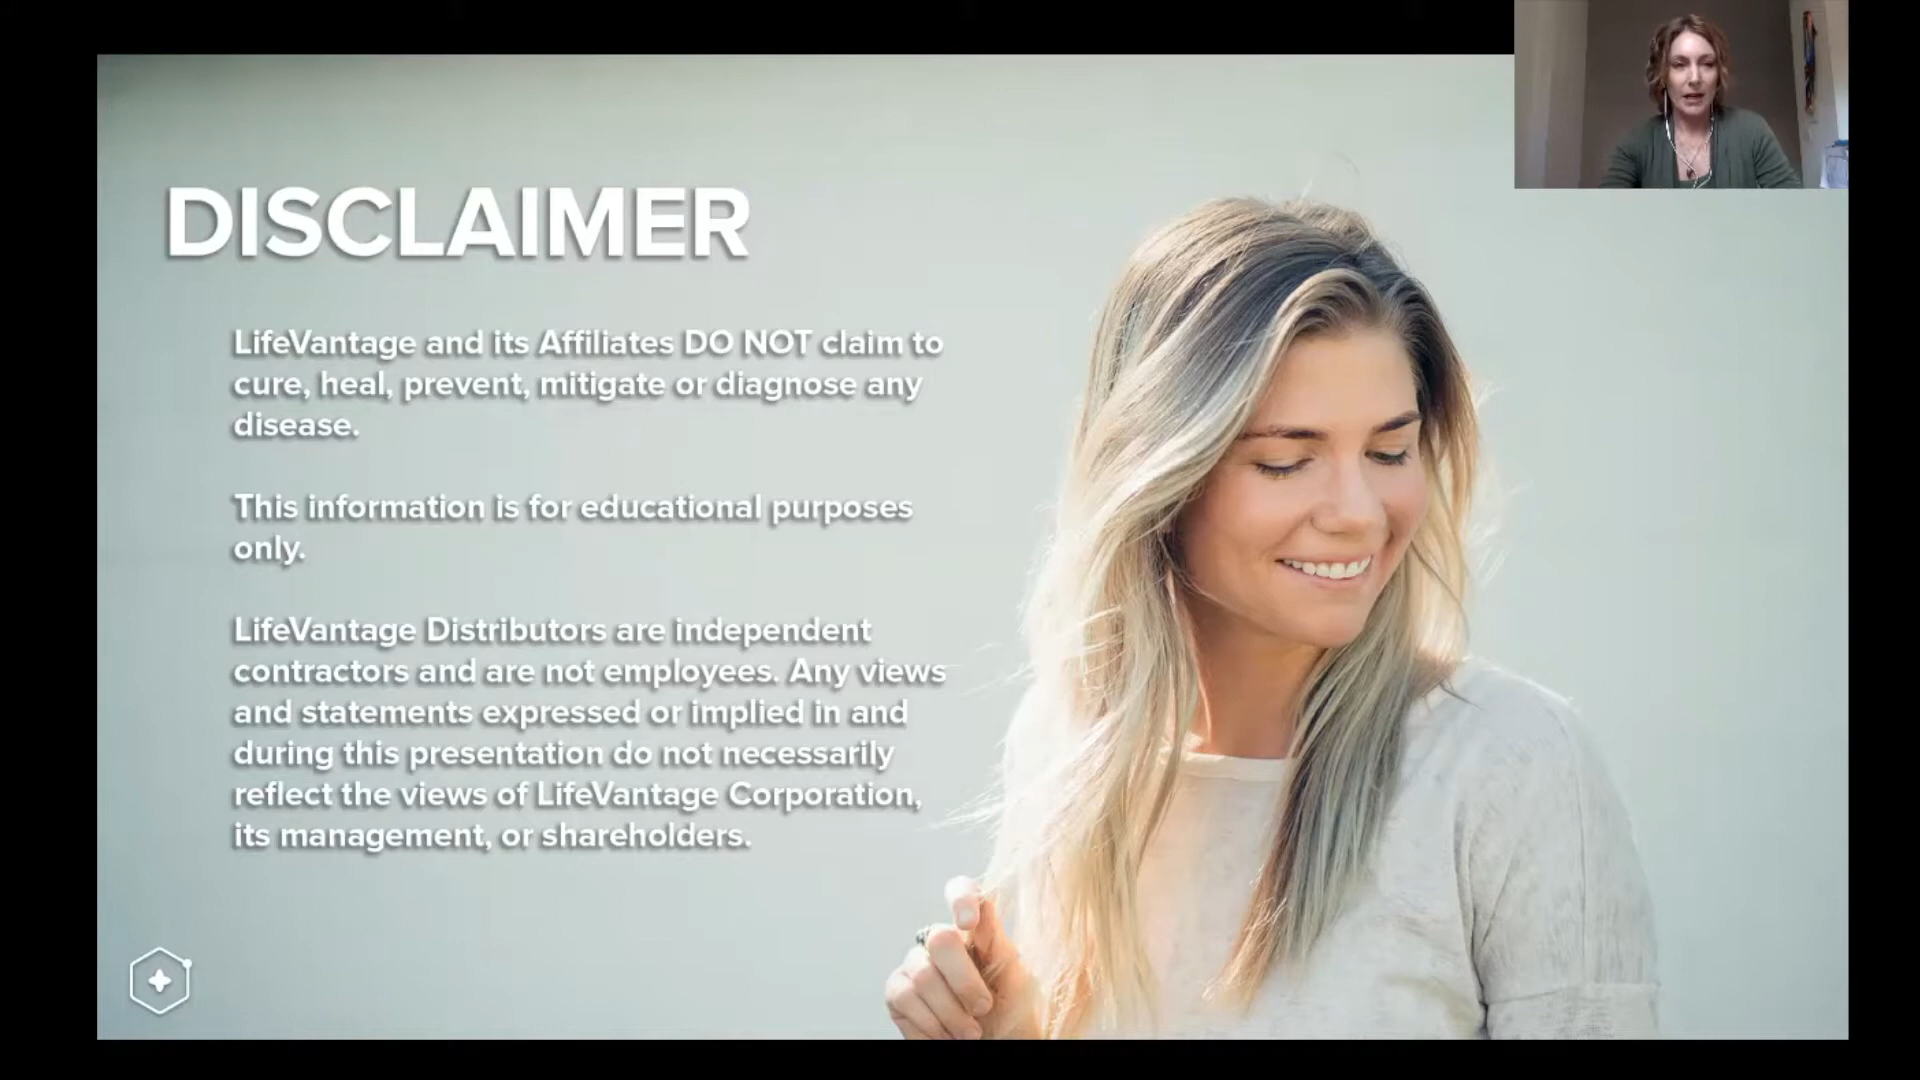 DISCLAIMER
LifeVantage and its Affiliates DO NOT claim to
cure, heal, prevent, mitigate or diagnose any
disease.
This information is for educational purposes
only.
LifeVantage Distributors are independent
contractors and are not employees. Any views
and statements expressed or implied in and
during this presentation do not necessarily
reflect the views of LifeVantage Corporation,
its management, or shareholders.